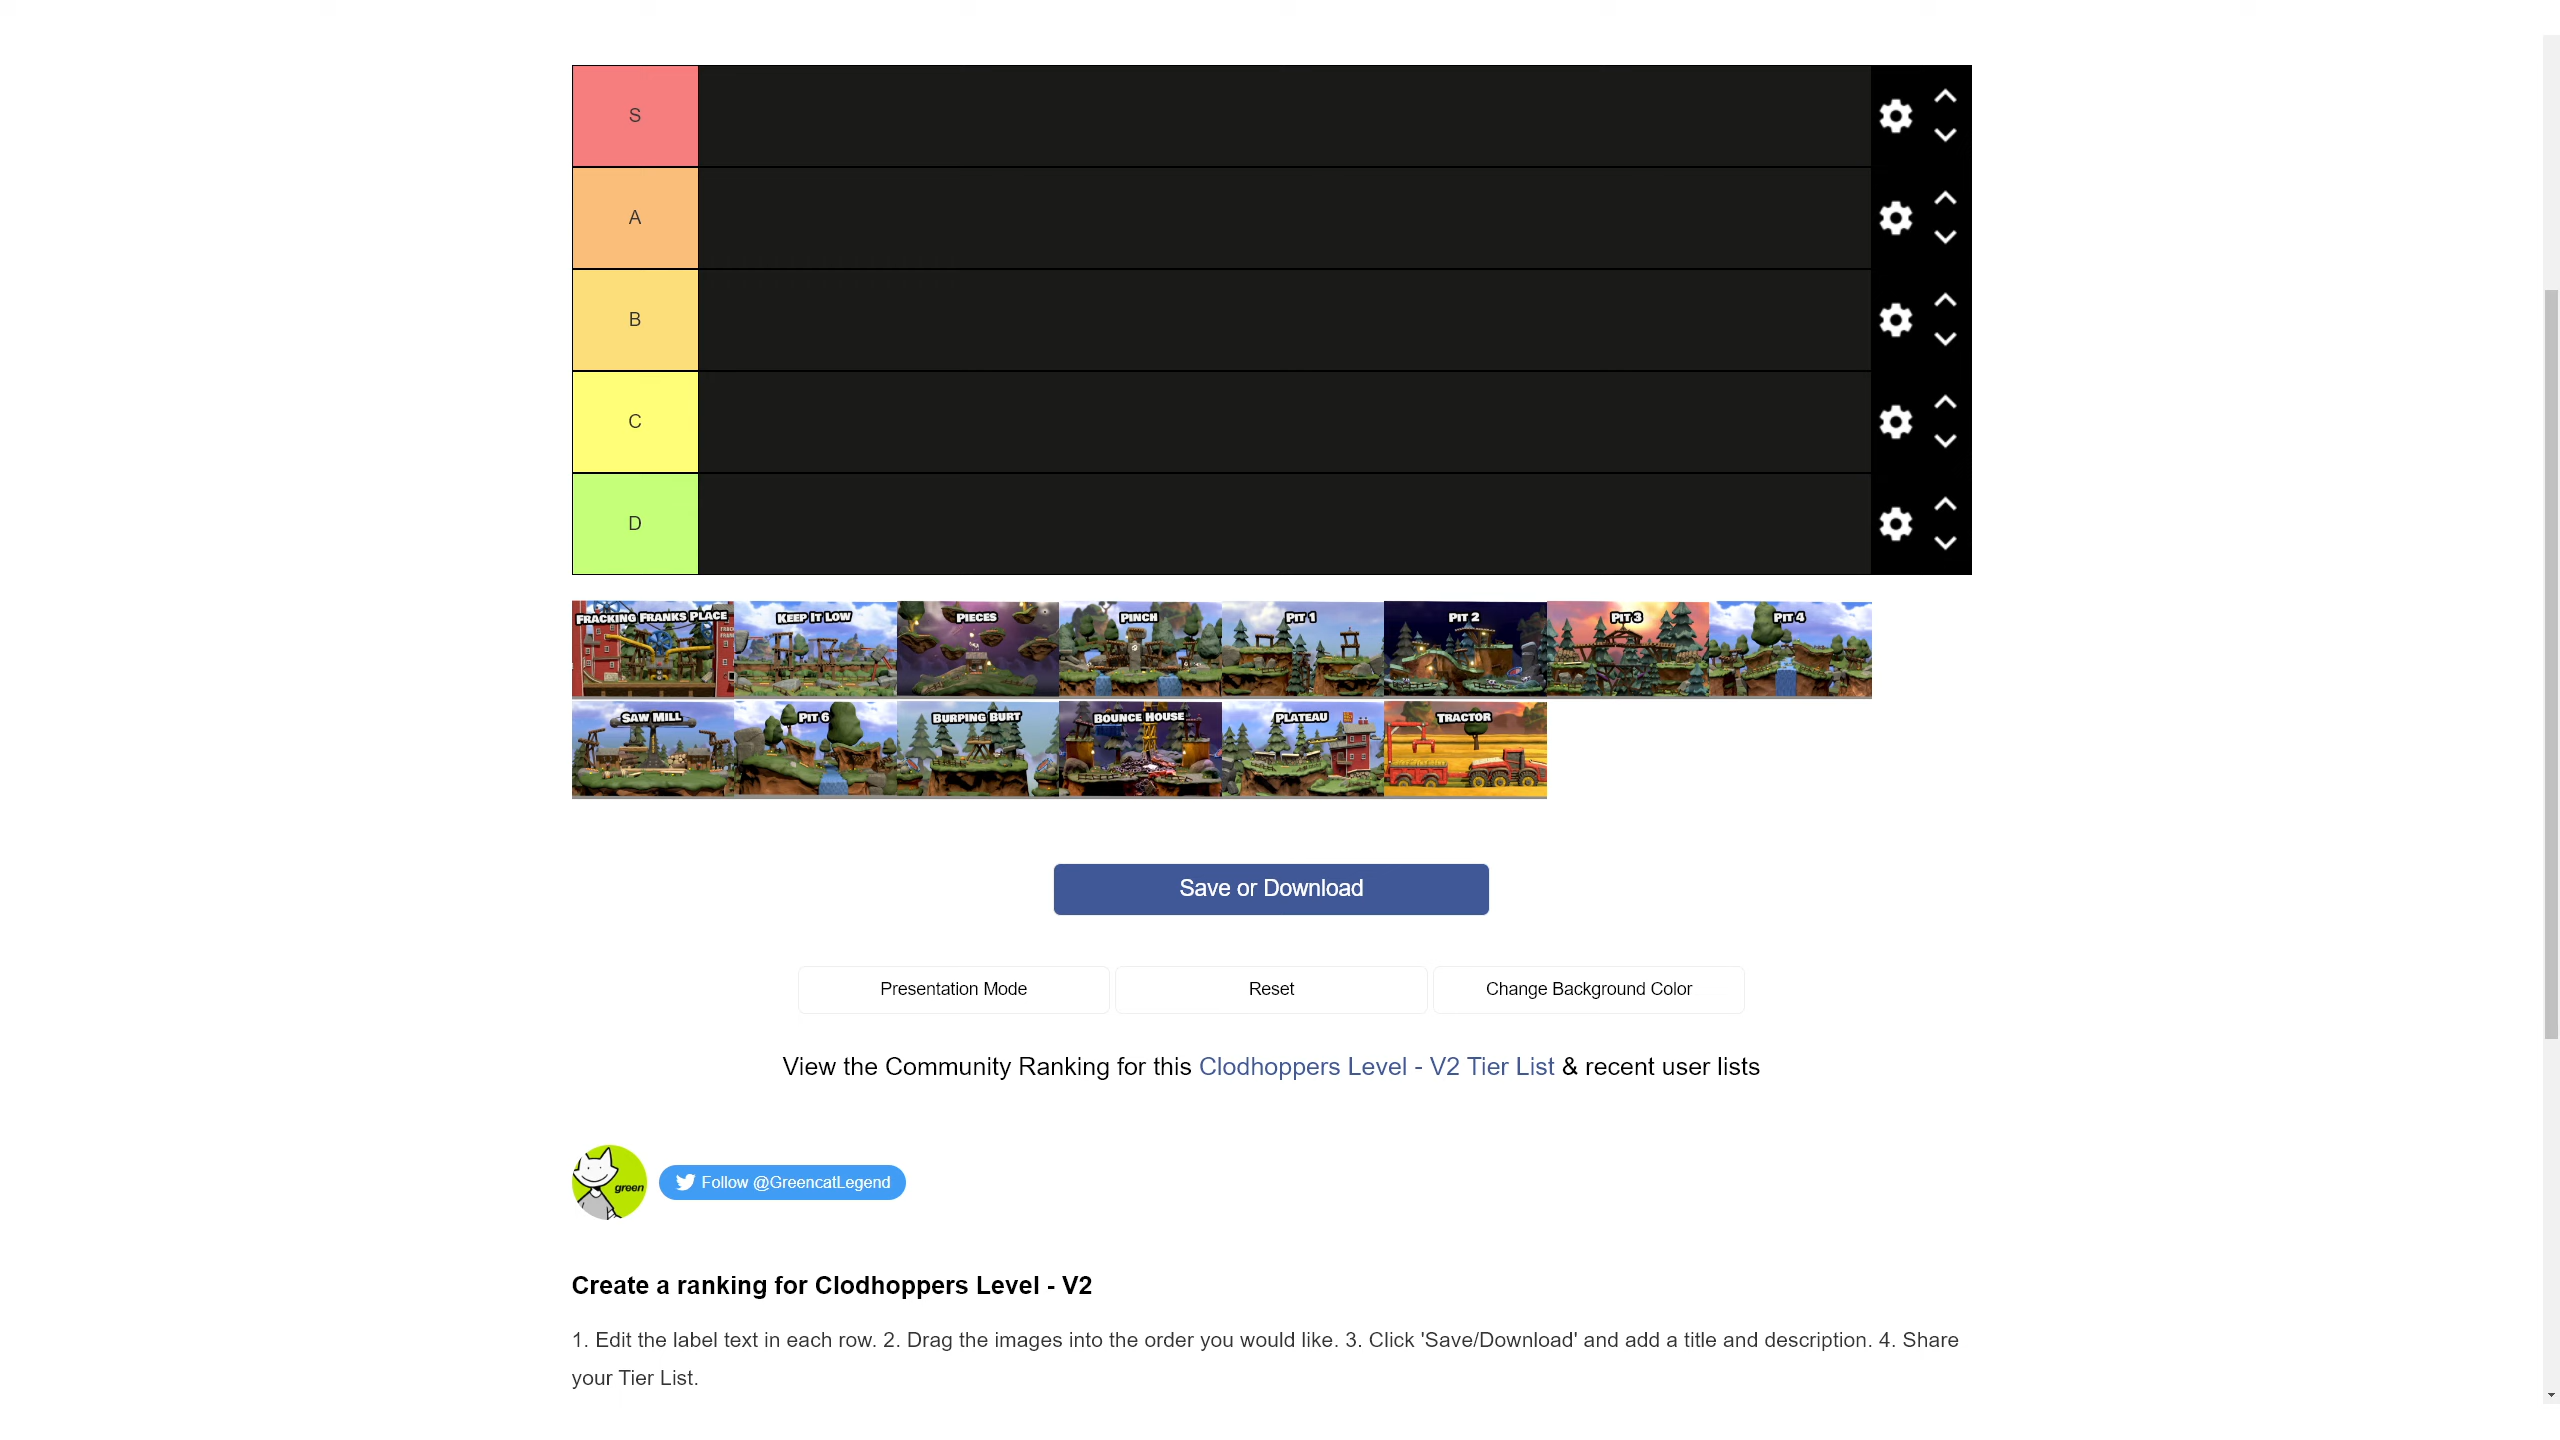 S
A
B
C
D
FRACKING FRANKS PLACE
KEEP IT LOW
PIECES
PINCH
PIT 1
PIT 2
PIT 3
PIT 4
SAW MILL
PIT 6
BURPING BURT
BOUNCE HOUSE
PLATEAU
TRACTOR
Save or Download
Presentation Mode
Reset
Change Background Color
View the Community Ranking for this Clodhoppers Level - V2 Tier List & recent user lists
green
Follow @GreencatLegend
Create a ranking for Clodhoppers Level - V2
1. Edit the label text in each row. 2. Drag the images into the order you would like. 3. Click 'Save/Download' and add a title and description. 4. Share
your Tier List.